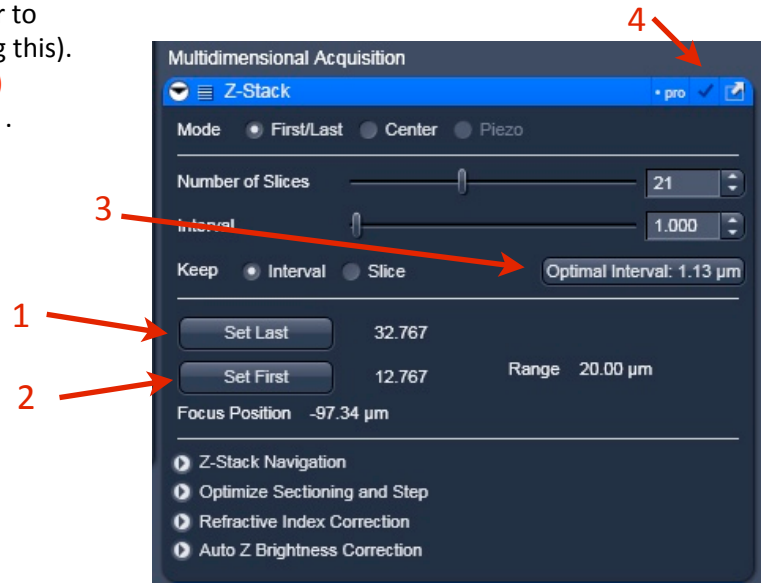 r to
g this).
)
.
4
Multidimensional Acquisition
Z-Stack • pro
Mode First/Last Center Piezo
Number of Slices 21
3
Interval 1.000
Keep Interval Slice Optimal Interval: 1.13 µm
1
Set Last 32.767
Set First 12.767 Range 20.00 µm
2
Focus Position -97.34 µm
Z-Stack Navigation
Optimize Sectioning and Step
Refractive Index Correction
Auto Z Brightness Correction